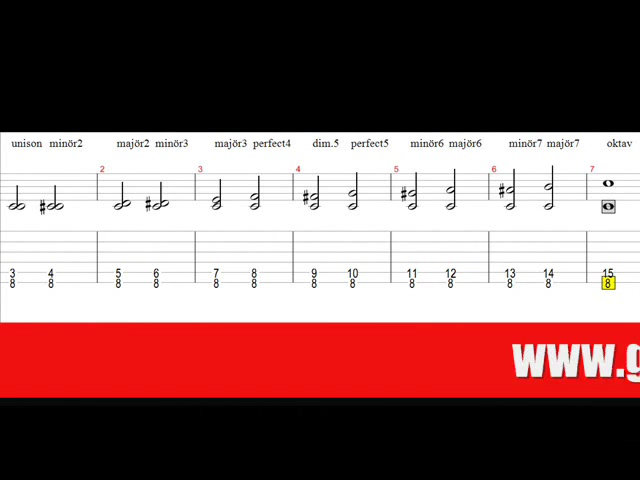 unison minör2 majör2 minör3 majör3 perfect4 dim.5 perfect5 minör6 majör6 minör7 majör7 oktav
2 3 4 5 6 7
3 4 5 6 7 8 9 10 11 12 13 14 15
8 8 8 8 8 8 8 8 8 8 8 8 8
www.g